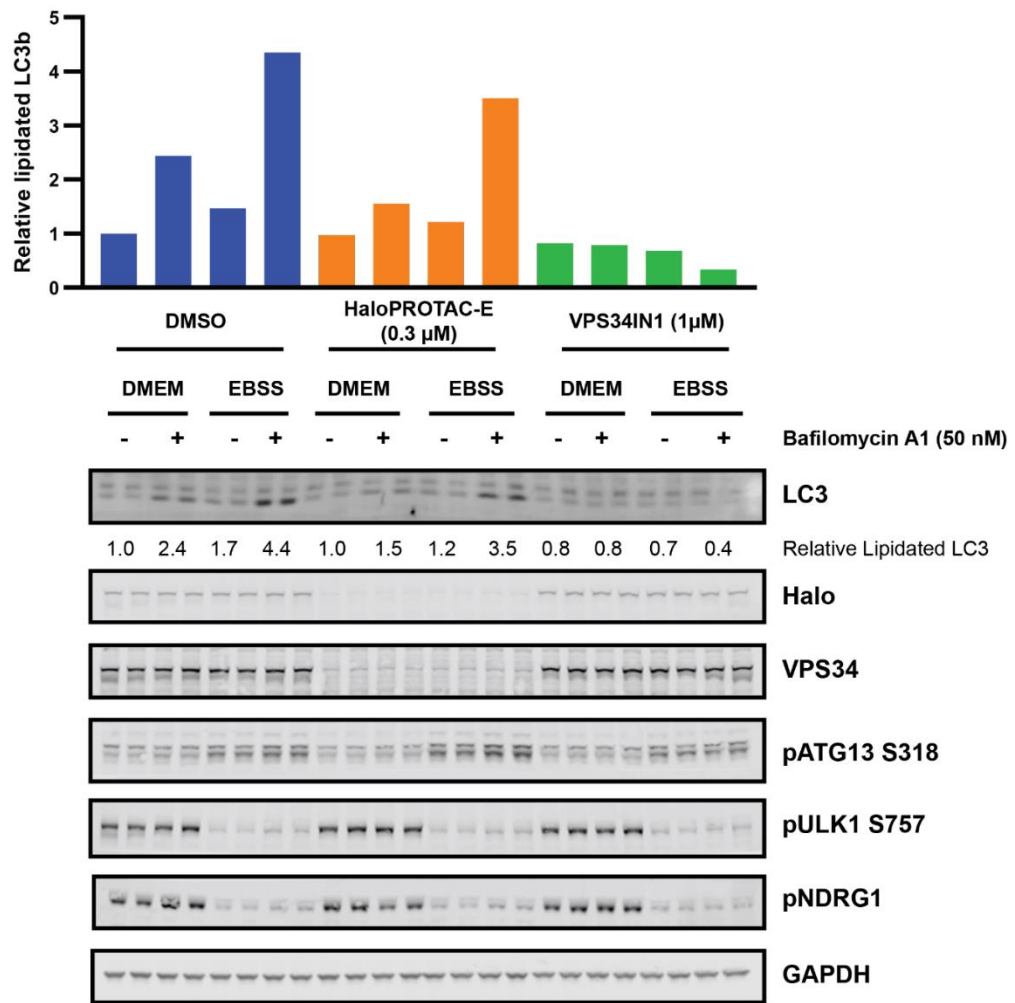 Relative lipidated LC3b
5
4
3
2
1
0
DMSO
HaloPROTAC-E
(0.3 µM)
VPS34IN1 (1µM)
DMEM EBSS DMEM EBSS DMEM EBSS
- + - + - + - + - + - + Bafilomycin A1 (50 nM)
LC3
1.0 2.4 1.7 4.4 1.0 1.5 1.2 3.5 0.8 0.8 0.7 0.4 Relative Lipidated LC3
Halo
VPS34
pATG13 S318
pULK1 S757
pNDRG1
GAPDH